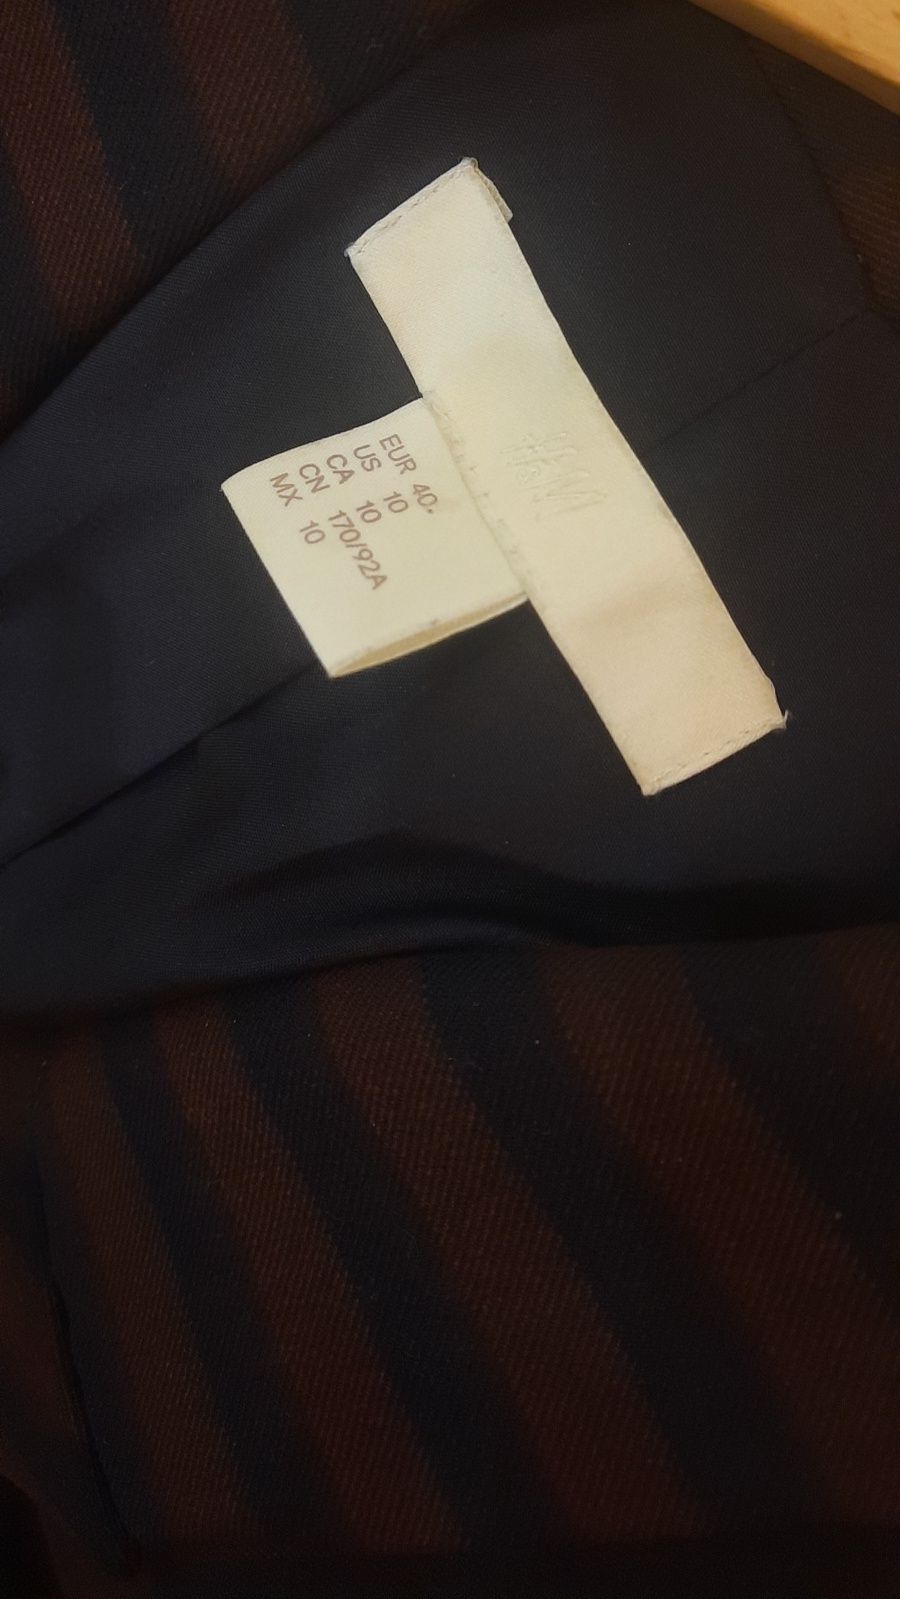 H&M
EUR 40.
US 10
CA 10
CN 170/92A
MX 10